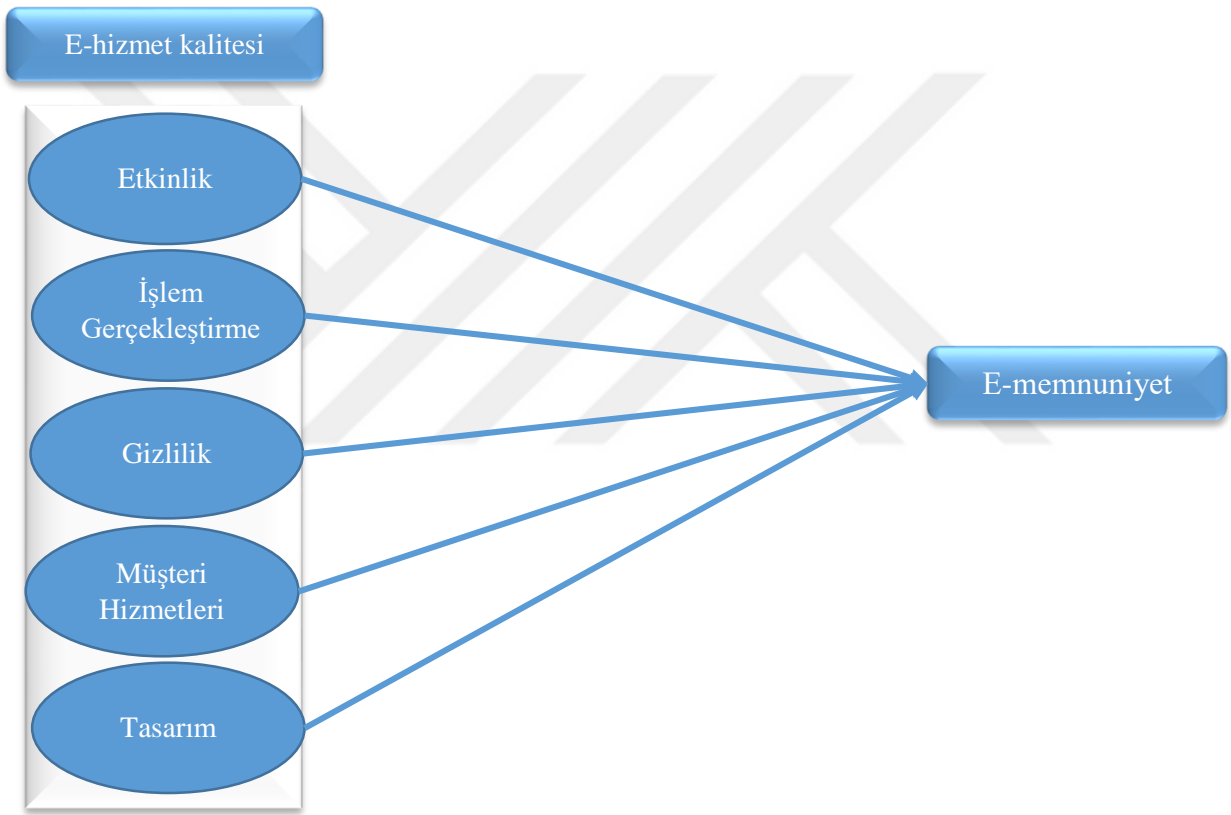 E-hizmet kalitesi
Etkinlik
İşlem
Gerçekleştirme
Gizlilik
Müşteri
Hizmetleri
Tasarım
E-memnuniyet